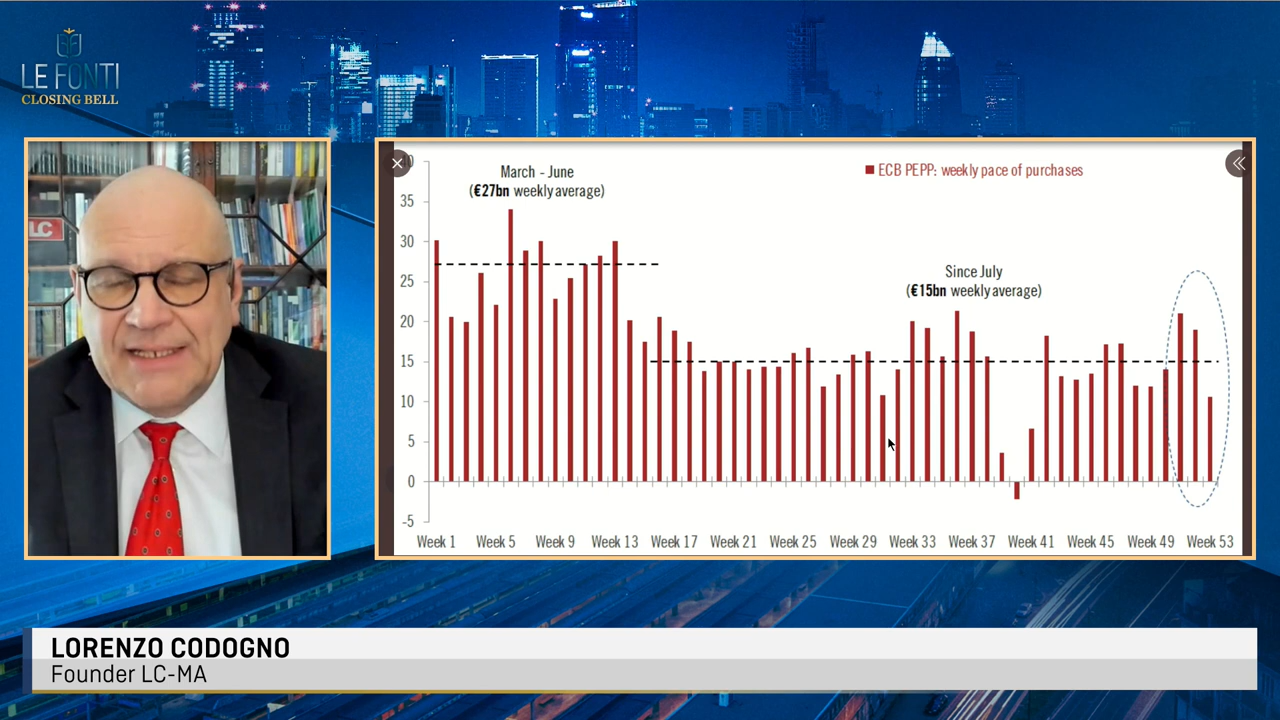 LE FONTI
CLOSING BELL
LC
March - June
(€27bn weekly average)
ECB PEPP: weekly pace of purchases
Since July
(€15bn weekly average)
35
30
25
20
15
10
5
0
-5
Week 1 Week 5 Week 9 Week 13 Week 17 Week 21 Week 25 Week 29 Week 33 Week 37 Week 41 Week 45 Week 49 Week 53
LORENZO CODOGNO
Founder LC-MA